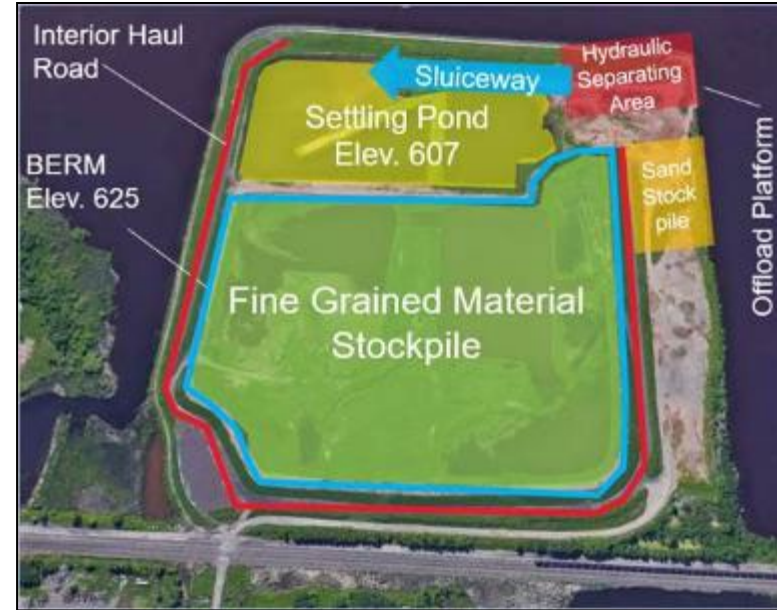 Interior Haul
Road
BERM
Elev. 625
Sluiceway
Settling Pond
Elev. 607
Hydraulic
Separating
Area
Sand
Stock
pile
Offload Platform
Fine Grained Material
Stockpile